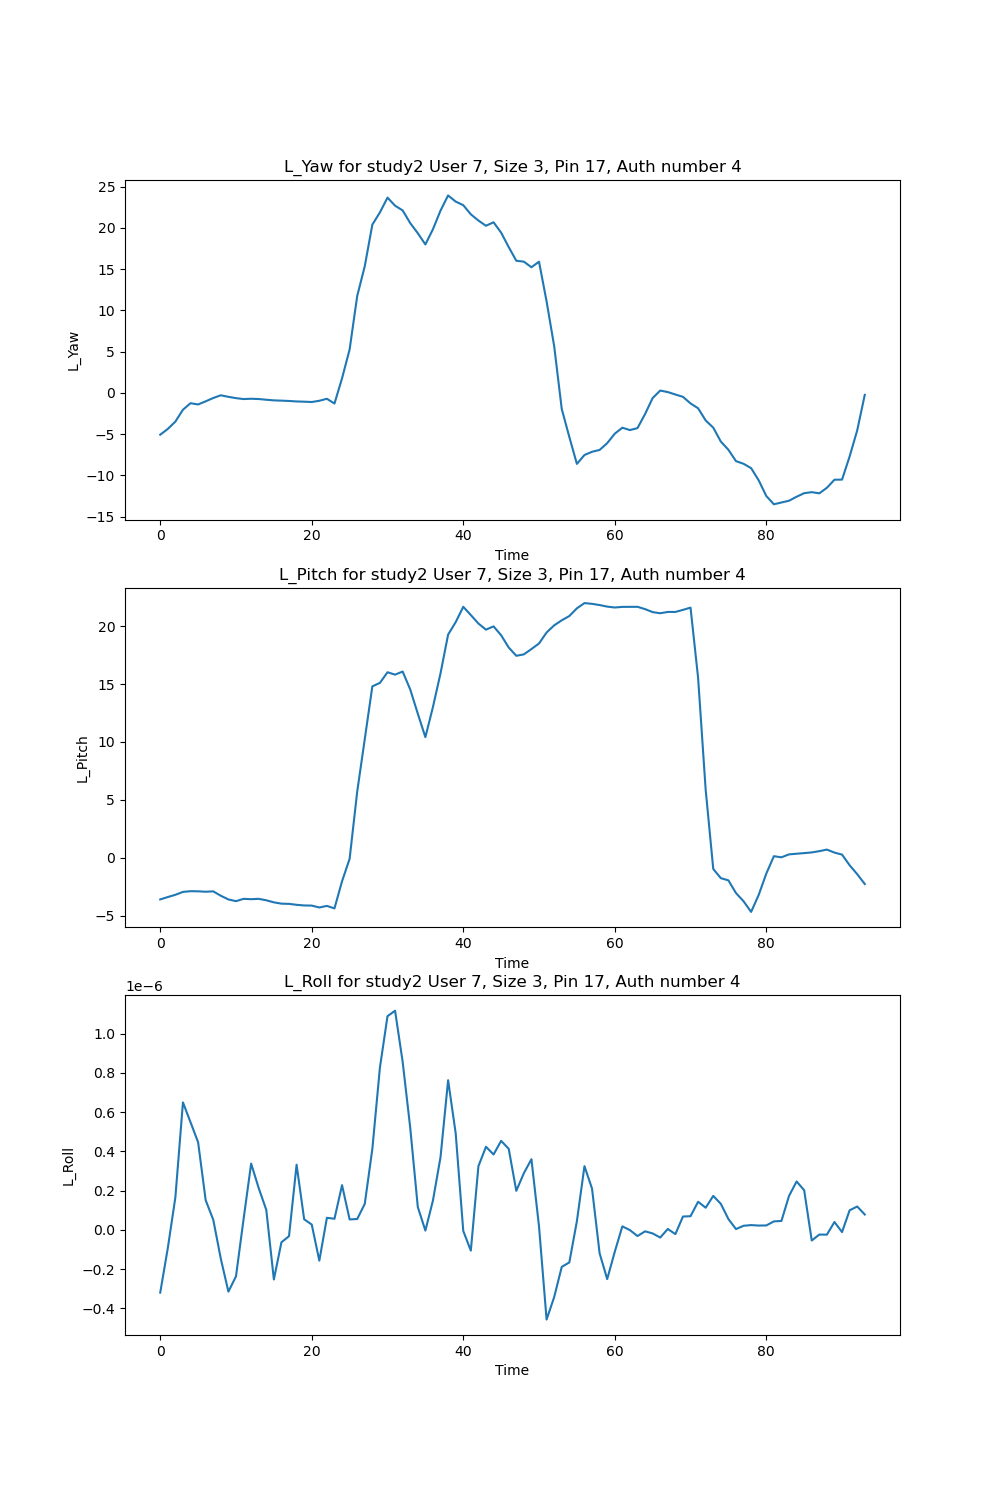 L_Yaw for study2 User 7, Size 3, Pin 17, Auth number 4
25
20
15
10
5
0
−5
−10
−15
L_Yaw
0 20 40 60 80
Time
L_Pitch for study2 User 7, Size 3, Pin 17, Auth number 4
20
15
10
5
0
−5
L_Pitch
0 20 40 60 80
Time
L_Roll for study2 User 7, Size 3, Pin 17, Auth number 4
1e−6
1.0
0.8
0.6
0.4
0.2
0.0
−0.2
−0.4
L_Roll
0 20 40 60 80
Time